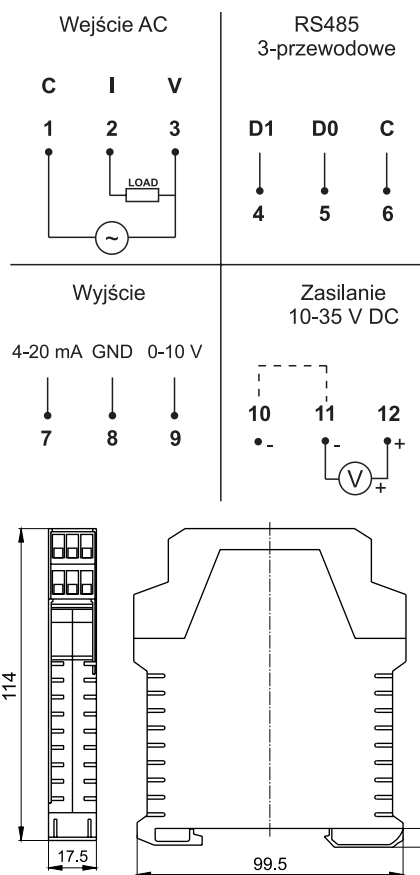 Wejście AC
C I V
1 2 3
LOAD
~
RS485
3-przewodowe
D1 D0 C
4 5 6
Wyjście
4-20 mA GND 0-10 V
7 8 9
Zasilanie
10-35 V DC
10 11 12
- - +
V +
114
17.5
99.5